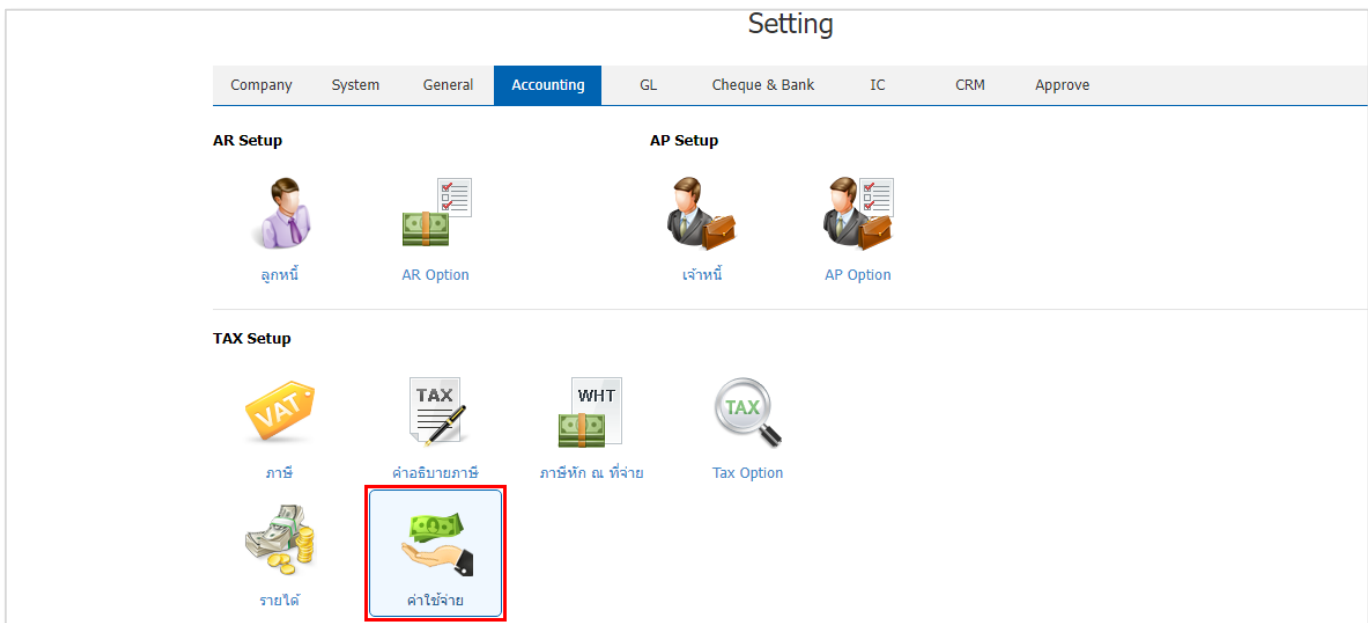 Setting
Company System General Accounting GL Cheque & Bank IC CRM Approve
AR Setup AP Setup
ลูกหนี้ AR Option เจ้าหนี้ AP Option
TAX Setup
VAT TAX WHT TAX
ภาษี คำอธิบายภาษี ภาษีหัก ณ ที่จ่าย Tax Option
รายได้ ค่าใช้จ่าย